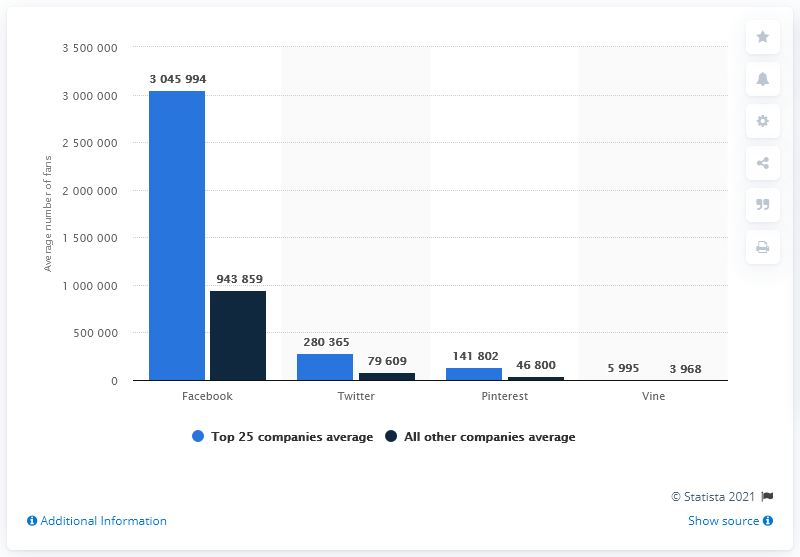 3 500 000
3 000 000
2 500 000
2 000 000
1 500 000
1 000 000
500 000
0
Average number of fans
3 045 994
943 859
280 365
79 609
141 802
46 800
5 995
3 968
Facebook
Twitter
Pinterest
Vine
Top 25 companies average
All other companies average
© Statista 2021
Additional Information
Show source